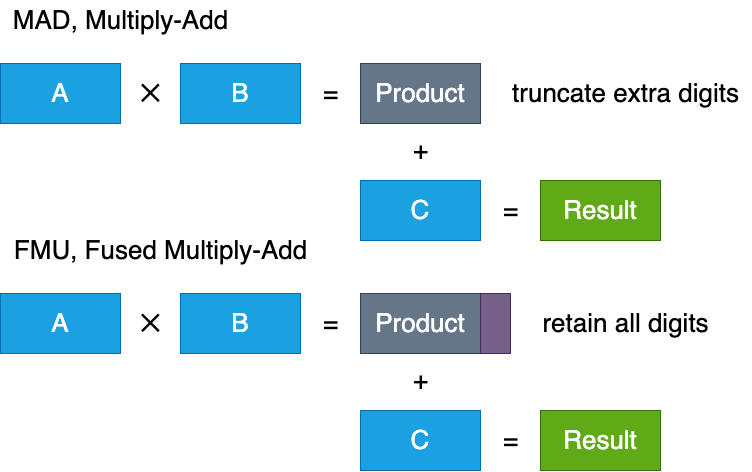 MAD, Multiply-Add
A × B = Product truncate extra digits
+
C = Result
FMU, Fused Multiply-Add
A × B = Product retain all digits
+
C = Result